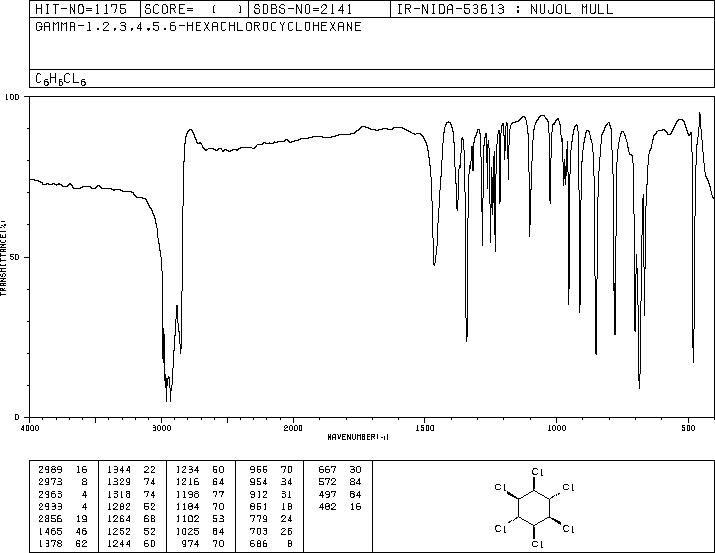 HIT-NO=1175 SCORE= ( ) SDBS-NO=2141 IR-NIDA-53613 : NUJOL MULL
GAMMA-1,2,3,4,5,6-HEXACHLOROCYCLOHEXANE
C6H6CL6
100
50
0
TRANSMITTANCE(%)
4000 3000 2000 1500 1000 500
WAVENUMBER(-1)
2989 16 1344 22 1234 60 966 70 667 30
2973 8 1329 74 1216 64 954 34 572 84
2963 4 1318 74 1198 77 912 31 497 84
4 1282 52 1184 70 18 482 16
2856 19 1264 68 1102 53 779 24
1465 46 1252 52 1025 64 703 26
1378 62 1244 60 974 70 686 8
Cl
Cl Cl
Cl Cl
Cl